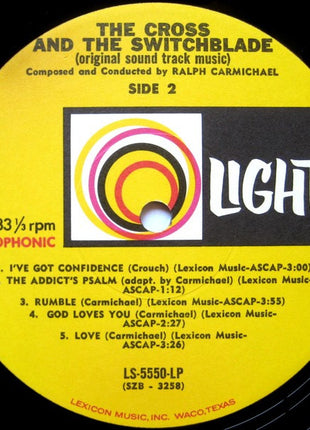 THE CROSS
AND THE SWITCHBLADE
(original sound track music)
Composed and Conducted by RALPH CARMICHAEL
SIDE 2
LIGHT
33⅓ rpm
OPHONIC
. I'VE GOT CONFIDENCE (Crouch) (Lexicon Music-ASCAP-3:00)
. THE ADDICT'S PSALM (adapt. by Carmichael) (Lexicon Music-
ASCAP-1:12)
3. RUMBLE (Carmichael) (Lexicon Music-ASCAP-3:55)
4. GOD LOVES YOU (Carmichael) (Lexicon Music-
ASCAP-2:27)
5. LOVE (Carmichael) (Lexicon Music-
ASCAP-3:26)
LS-5550-LP
(SZB - 3258)
LEXICON MUSIC, INC. WACO, TEXAS